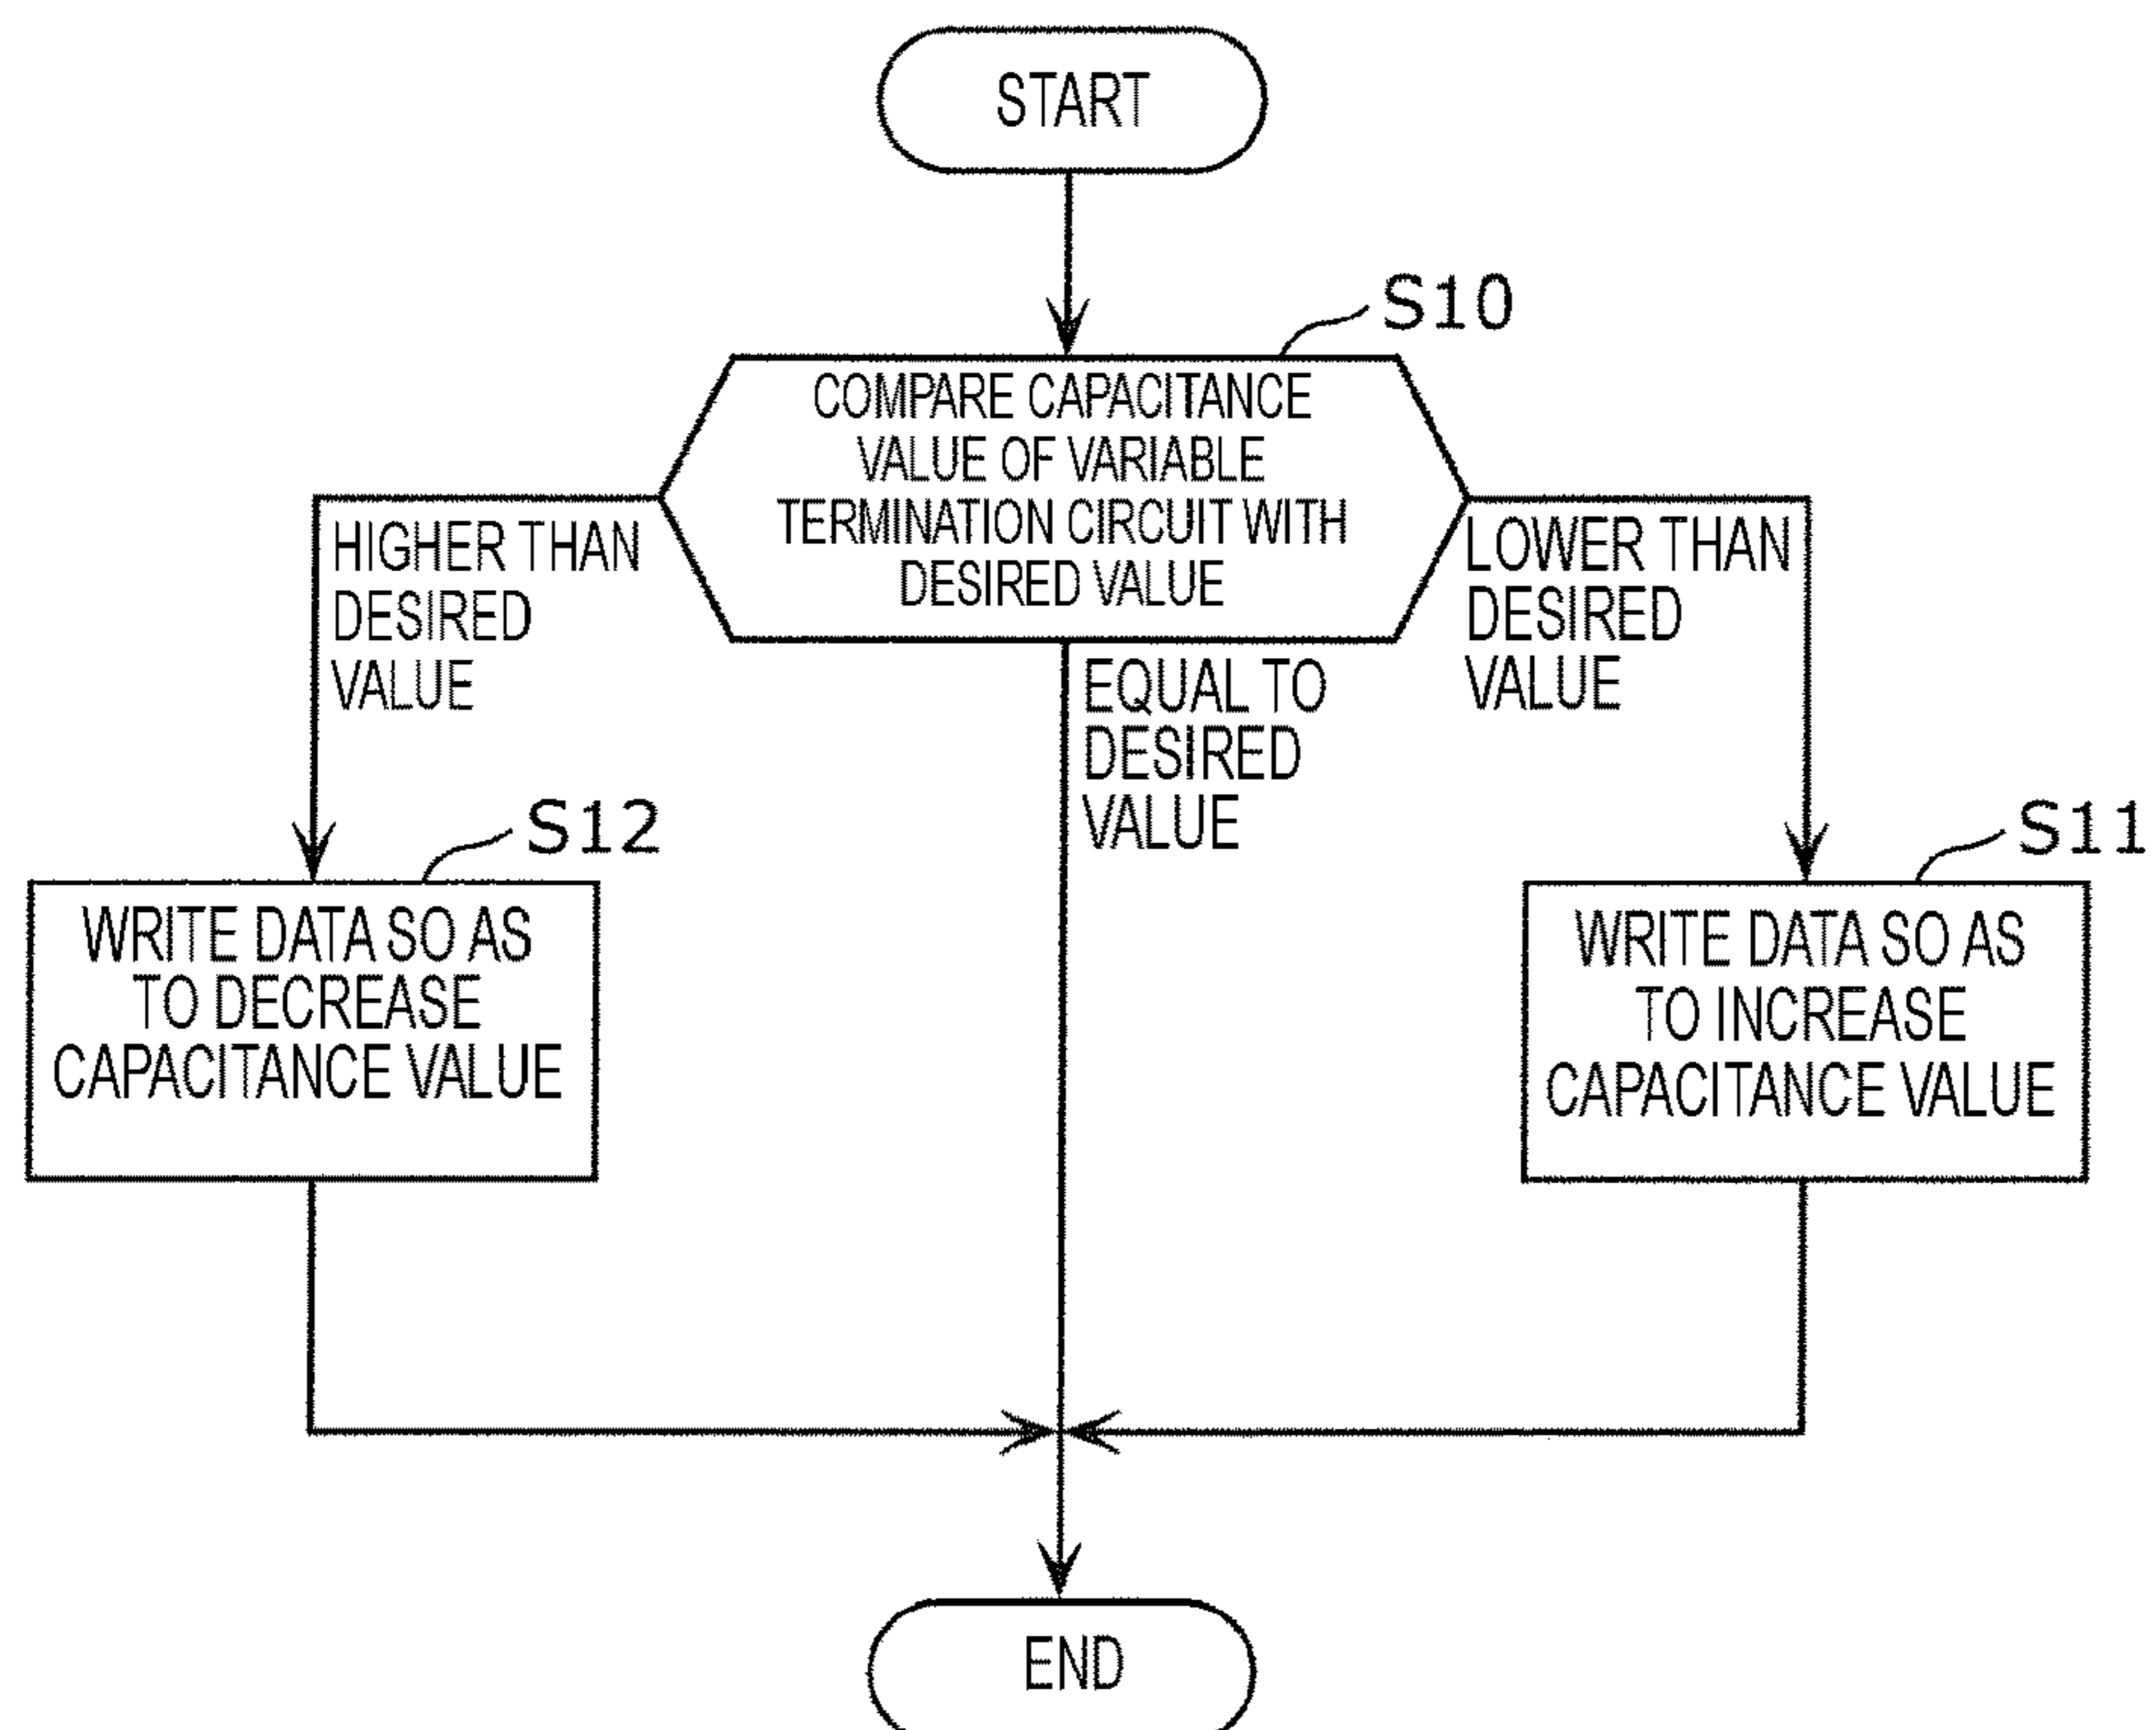 START
S10
COMPARE CAPACITANCE
VALUE OF VARIABLE
TERMINATION CIRCUIT WITH
DESIRED VALUE
HIGHER THAN
DESIRED
VALUE
EQUAL TO
DESIRED
VALUE
LOWER THAN
DESIRED
VALUE
S12
WRITE DATA SO AS
TO DECREASE
CAPACITANCE VALUE
S11
WRITE DATA SO AS
TO INCREASE
CAPACITANCE VALUE
END